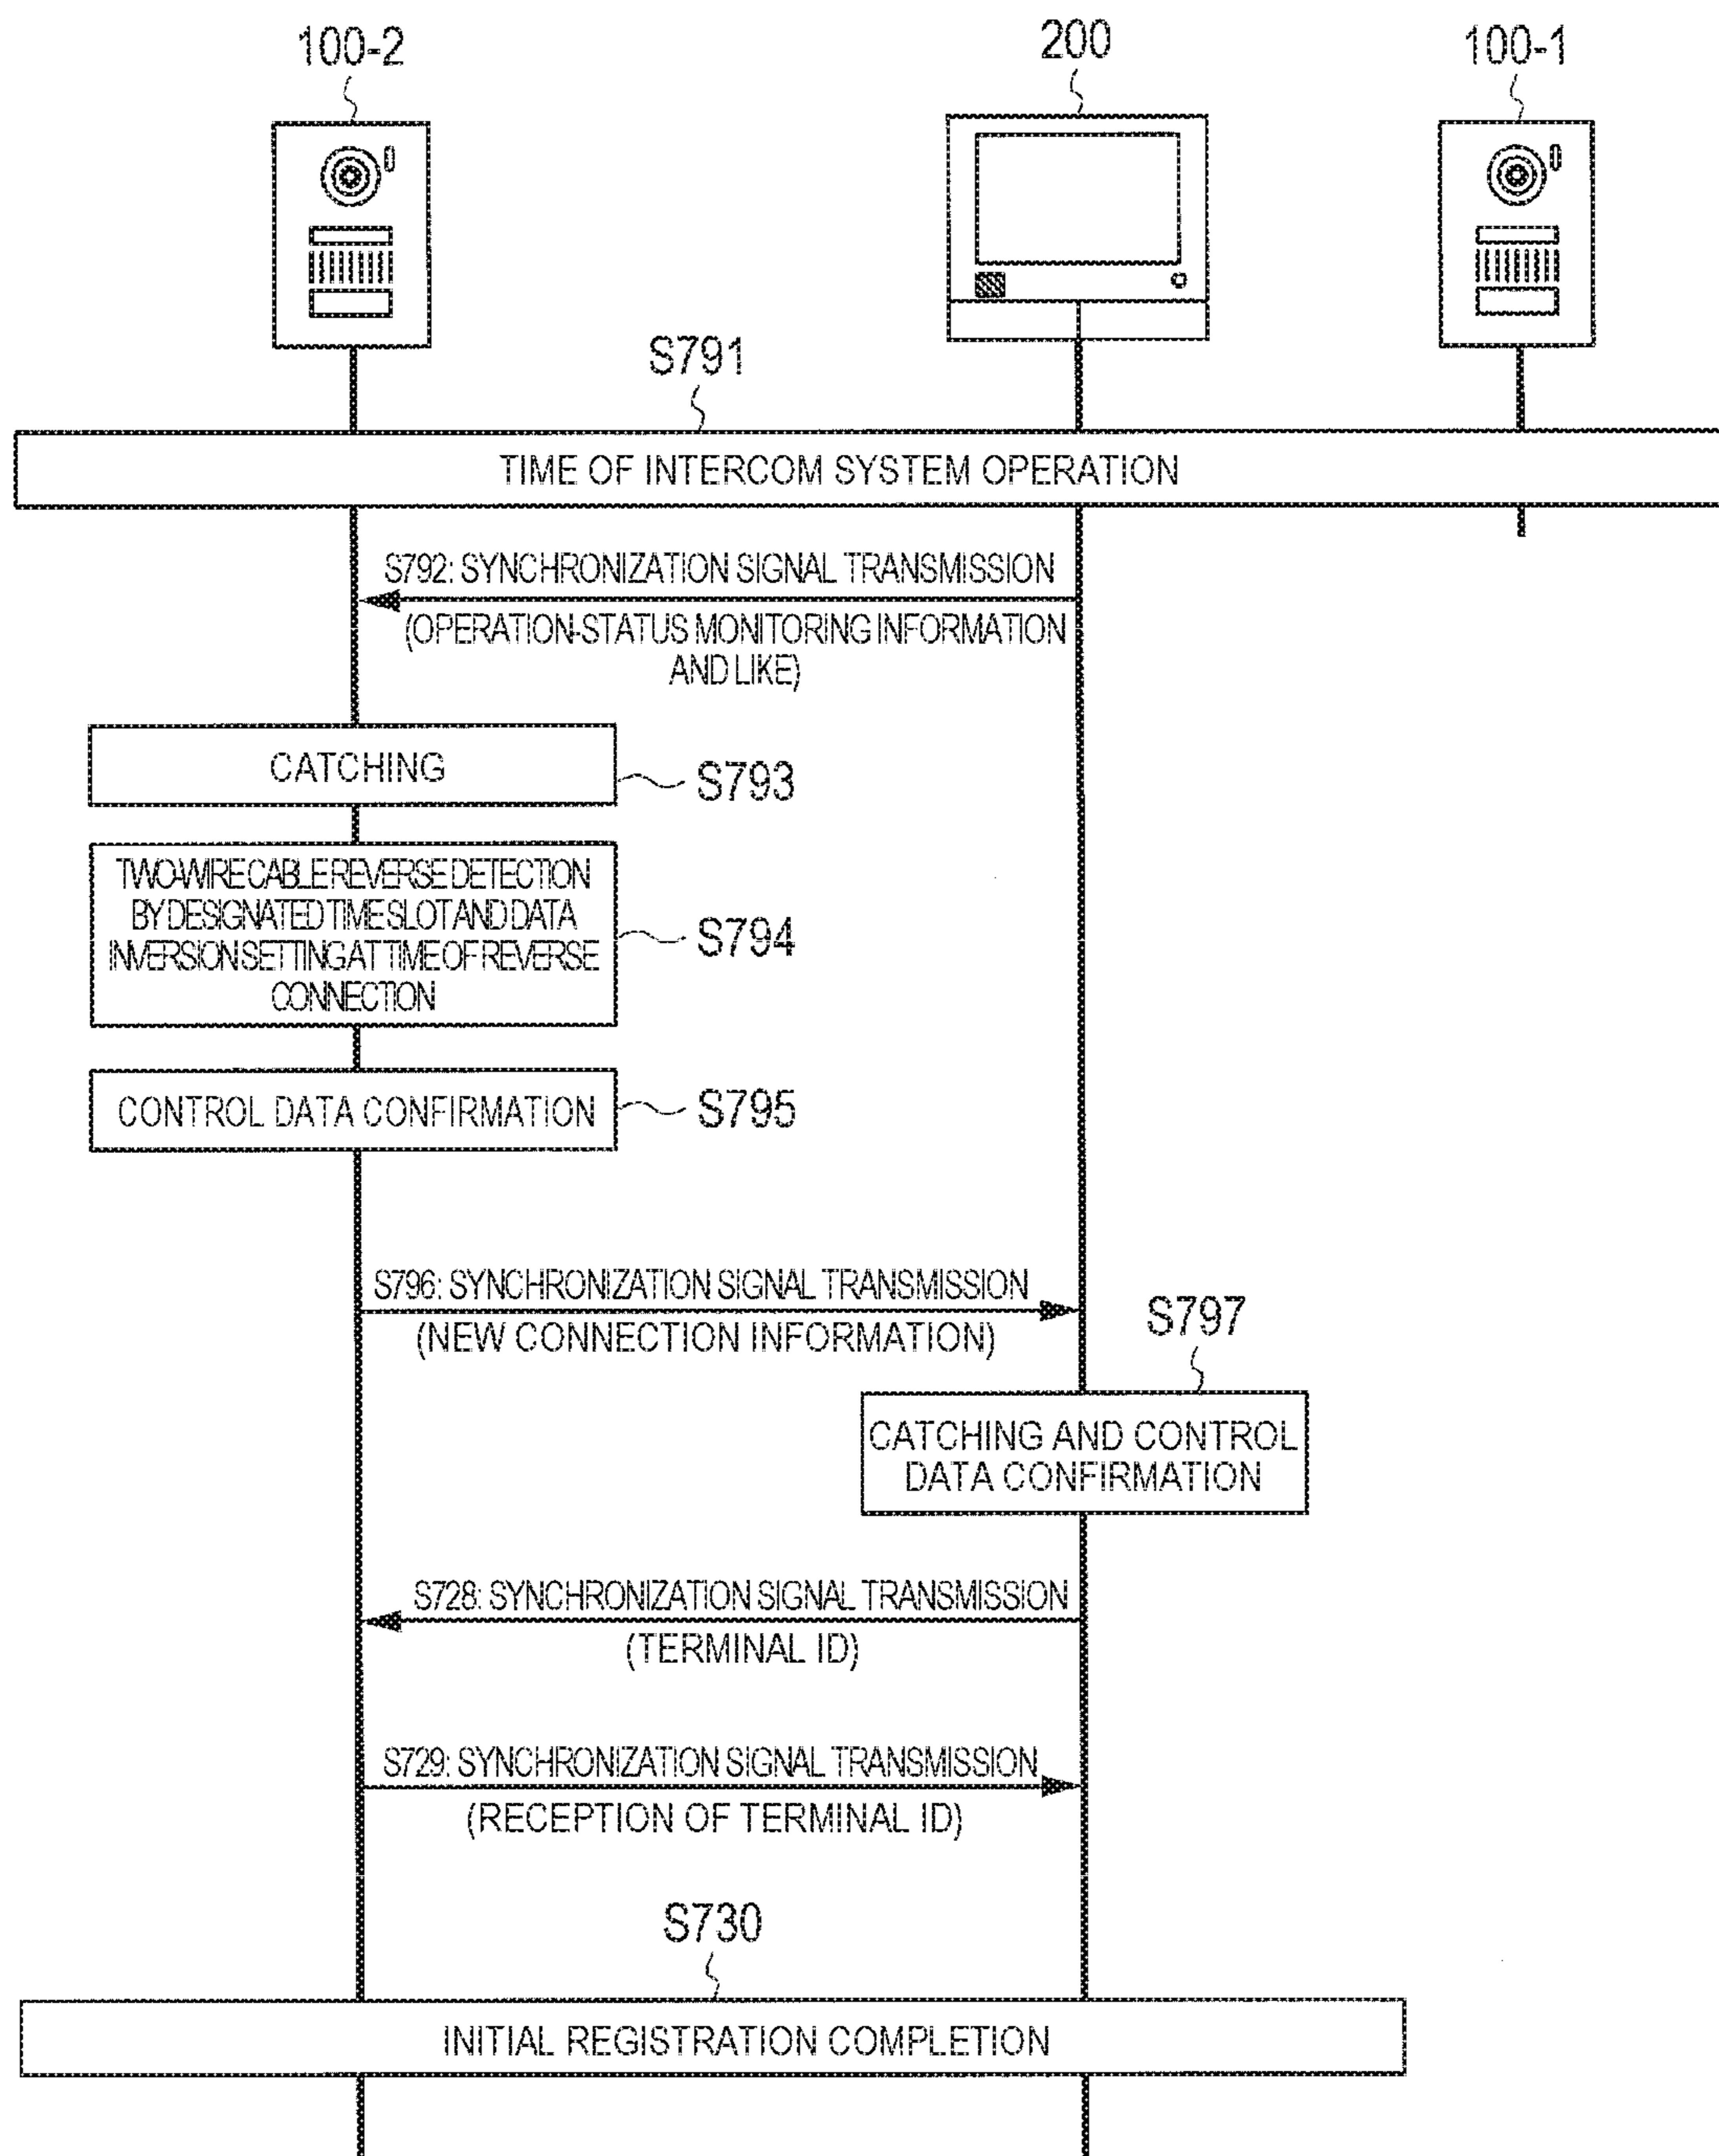 100-2
200
100-1
S791
TIME OF INTERCOM SYSTEM OPERATION
S792: SYNCHRONIZATION SIGNAL TRANSMISSION
(OPERATION-STATUS MONITORING INFORMATION
AND LIKE)
CATCHING
S793
TWO-WIRE CABLE REVERSE DETECTION
BY DESIGNATED TIME SLOT AND DATA
INVERSION SETTING AT TIME OF REVERSE
CONNECTION
S794
CONTROL DATA CONFIRMATION
S795
S796: SYNCHRONIZATION SIGNAL TRANSMISSION
(NEW CONNECTION INFORMATION)
S797
CATCHING AND CONTROL
DATA CONFIRMATION
S728: SYNCHRONIZATION SIGNAL TRANSMISSION
(TERMINAL ID)
S729: SYNCHRONIZATION SIGNAL TRANSMISSION
(RECEPTION OF TERMINAL ID)
S730
INITIAL REGISTRATION COMPLETION